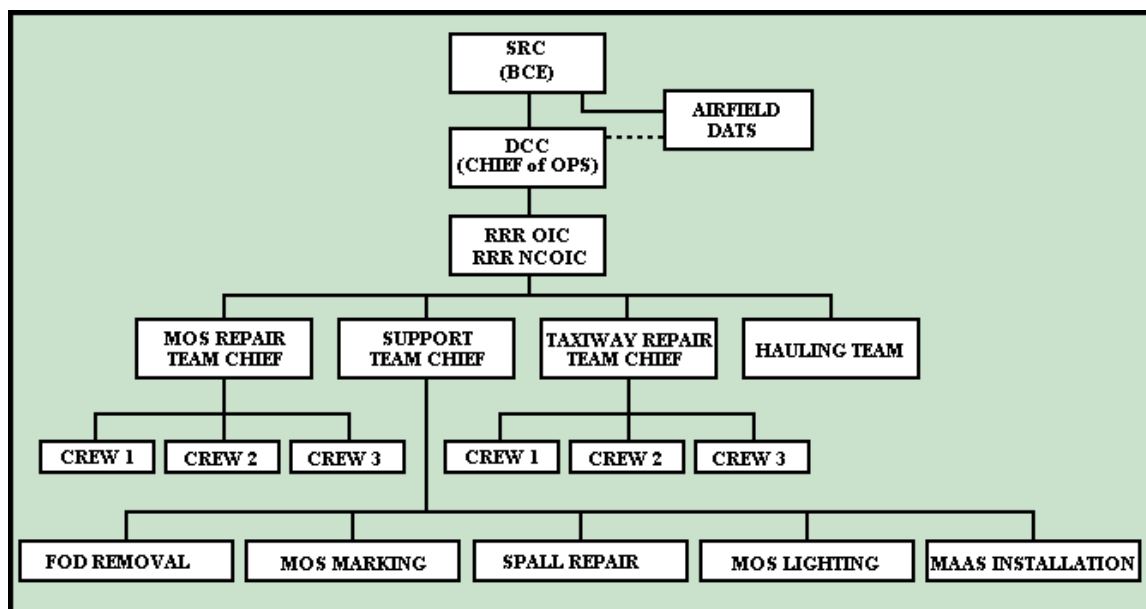 SRC
(BCE)
AIRFIELD
DATS
DCC
(CHIEF of OPS)
RRR OIC
RRR NCOIC
MOS REPAIR
TEAM CHIEF
SUPPORT
TEAM CHIEF
TAXIWAY REPAIR
TEAM CHIEF
HAULING TEAM
CREW 1
CREW 2
CREW 3
CREW 1
CREW 2
CREW 3
FOD REMOVAL
MOS MARKING
SPALL REPAIR
MOS LIGHTING
MAAS INSTALLATION